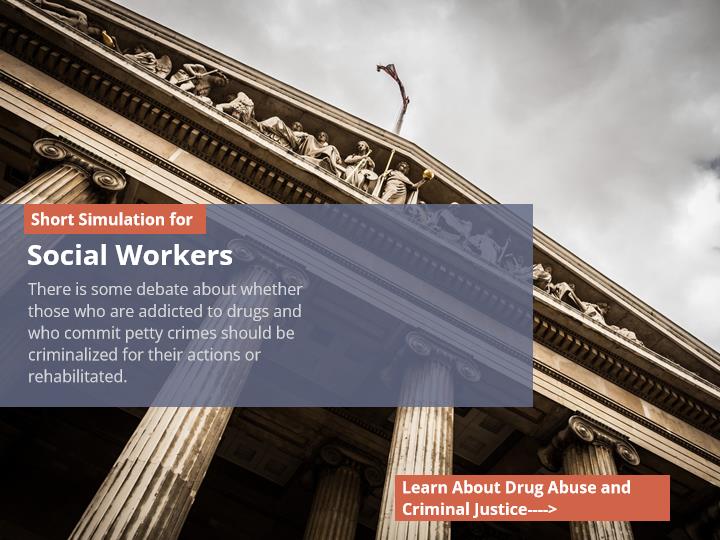 Short Simulation for
Social Workers
There is some debate about whether
those who are addicted to drugs and
who commit petty crimes should be
criminalized for their actions or
rehabilitated.
Learn About Drug Abuse and
Criminal Justice---->